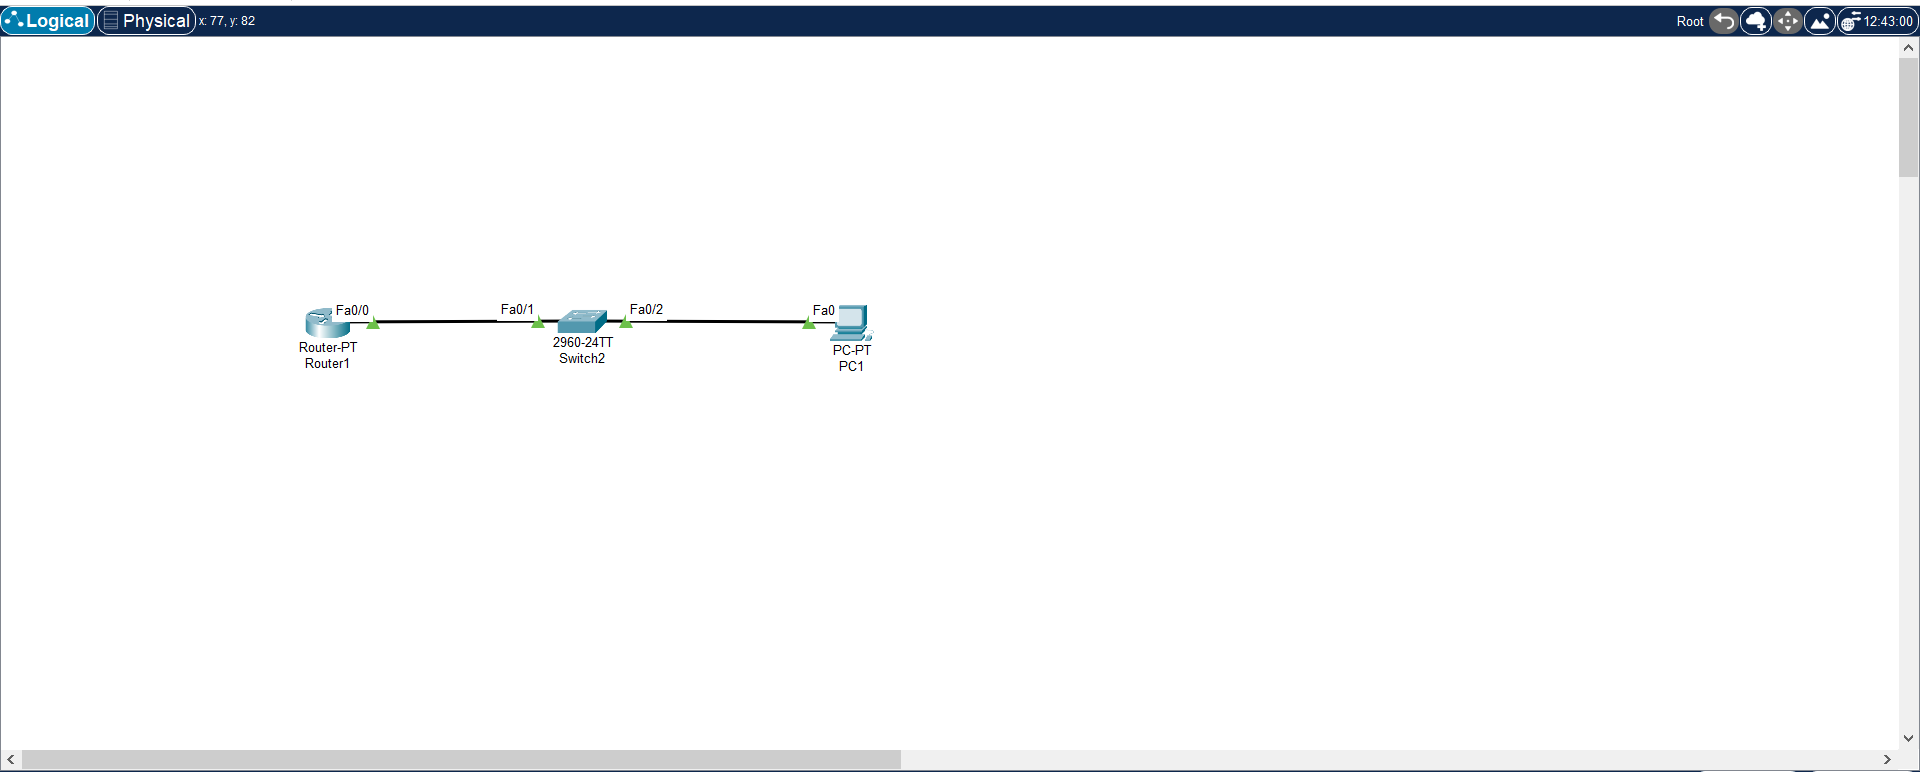 Logical Physical x: 77, y: 82 Root 12:43:00
Fa0/0 Fa0/1 Fa0/2 Fa0
Router-PT 2960-24TT PC-PT
Router1 Switch2 PC1